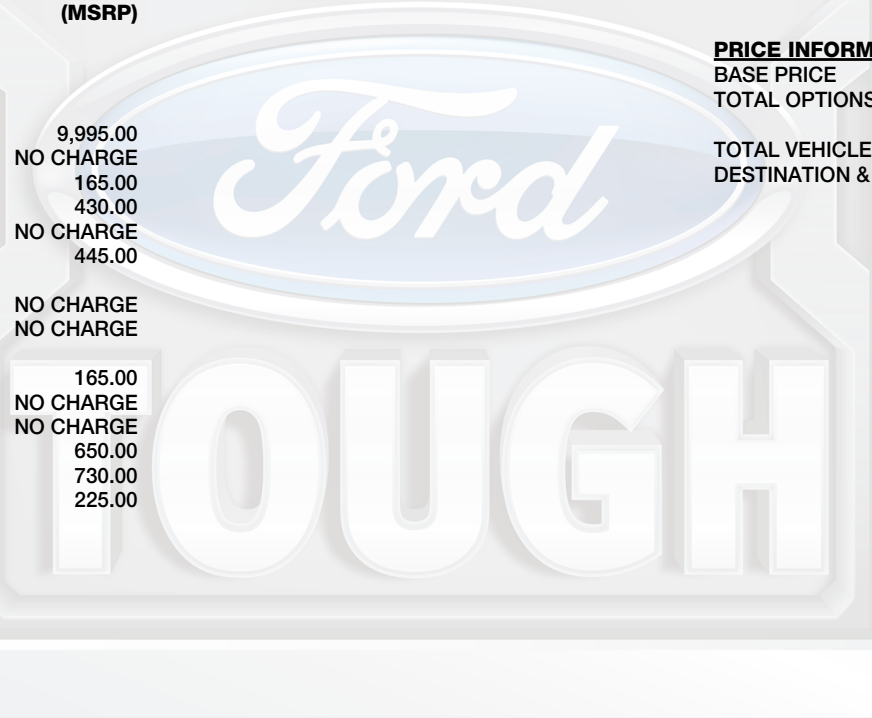 (MSRP)
9,995.00
NO CHARGE
165.00
430.00
NO CHARGE
445.00
NO CHARGE
NO CHARGE
165.00
NO CHARGE
NO CHARGE
650.00
730.00
225.00
PRICE INFORM
BASE PRICE
TOTAL OPTIONS
TOTAL VEHICLE
DESTINATION &
Ford
TOUGH